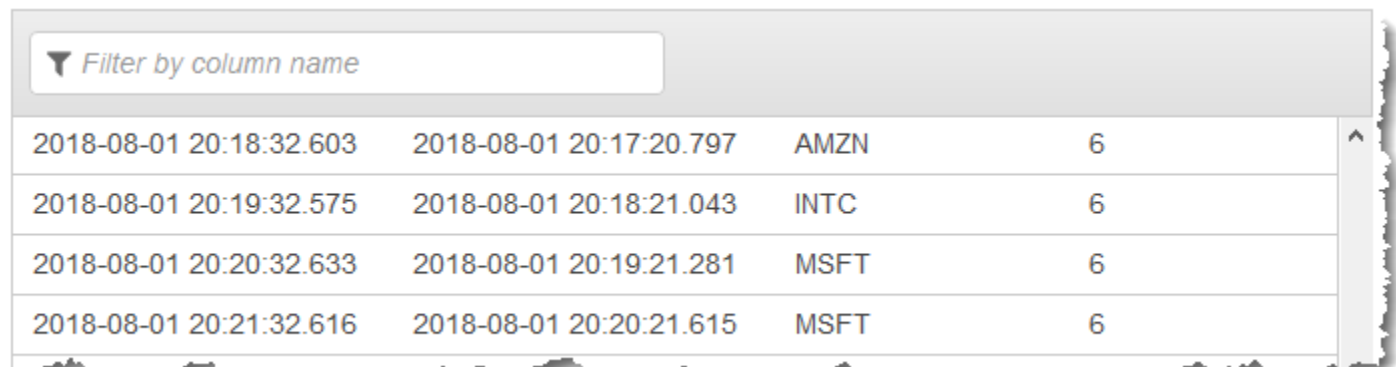 Filter by column name
2018-08-01 20:18:32.603 2018-08-01 20:17:20.797 AMZN 6
2018-08-01 20:19:32.575 2018-08-01 20:18:21.043 INTC 6
2018-08-01 20:20:32.633 2018-08-01 20:19:21.281 MSFT 6
2018-08-01 20:21:32.616 2018-08-01 20:20:21.615 MSFT 6